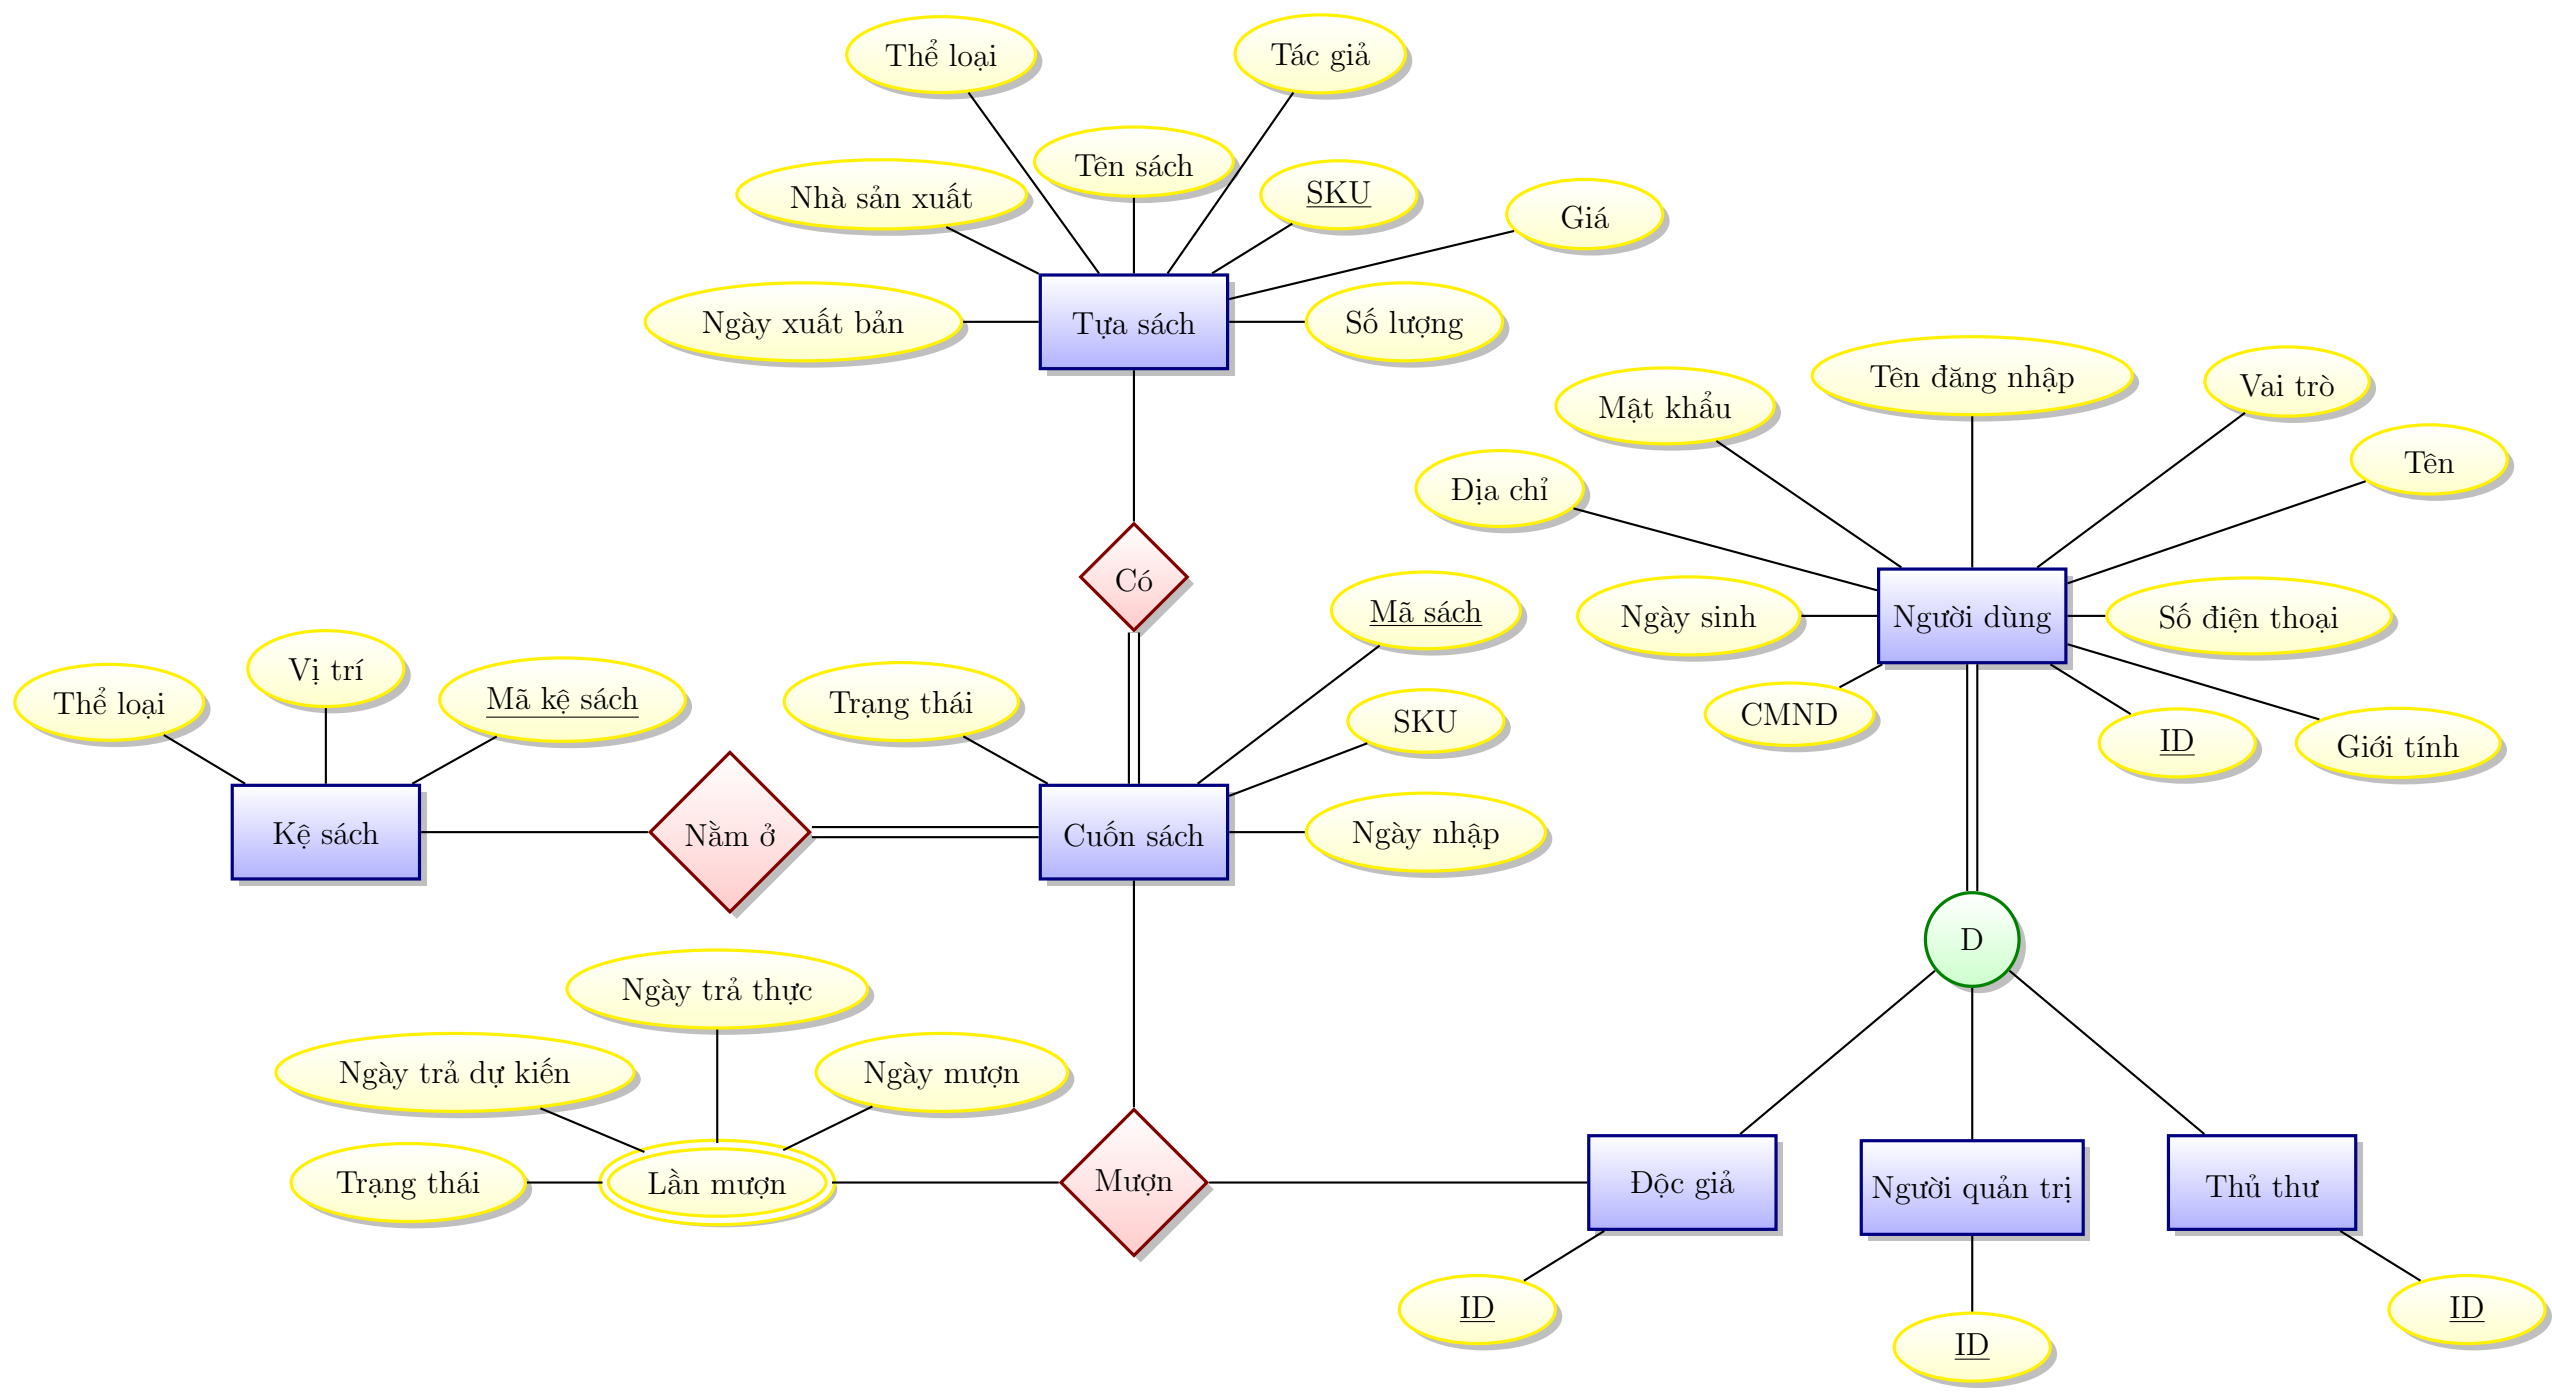 Thể loại
Tác giả
Tên sách
Nhà sản xuất
SKU
Giá
Ngày xuất bản
Tựa sách
Số lượng
Tên đăng nhập
Vai trò
Mật khẩu
Tên
Địa chỉ
Có
Mã sách
Ngày sinh
Người dùng
Số điện thoại
Vị trí
Mã kệ sách
Thể loại
Trạng thái
SKU
CMND
ID
Giới tính
Kệ sách
Nằm ở
Cuốn sách
Ngày nhập
D
Ngày trả thực
Ngày trả dự kiến
Ngày mượn
Trạng thái
Lần mượn
Mượn
Độc giả
Người quản trị
Thủ thư
ID
ID
ID